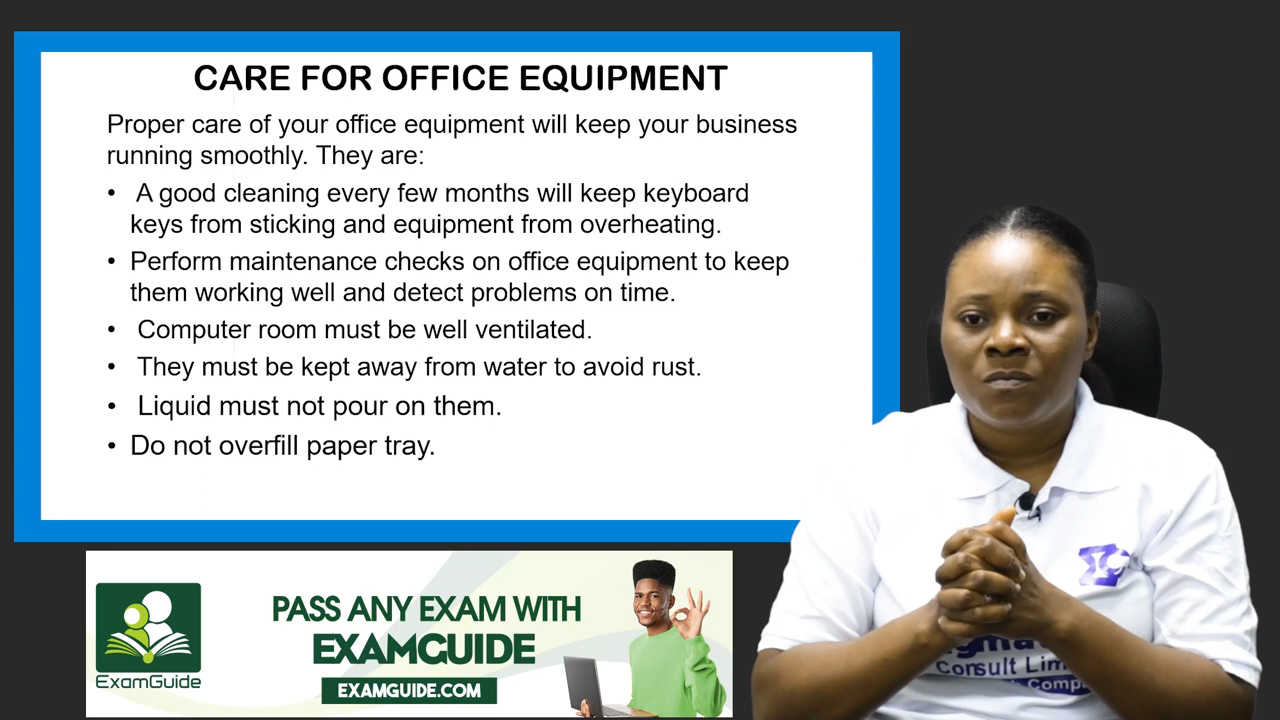 CARE FOR OFFICE EQUIPMENT
Proper care of your office equipment will keep your business
running smoothly. They are:
• A good cleaning every few months will keep keyboard
keys from sticking and equipment from overheating.
• Perform maintenance checks on office equipment to keep
them working well and detect problems on time.
• Computer room must be well ventilated.
• They must be kept away from water to avoid rust.
• Liquid must not pour on them.
• Do not overfill paper tray.
ExamGuide
PASS ANY EXAM WITH
EXAMGUIDE
EXAMGUIDE.COM
Consult